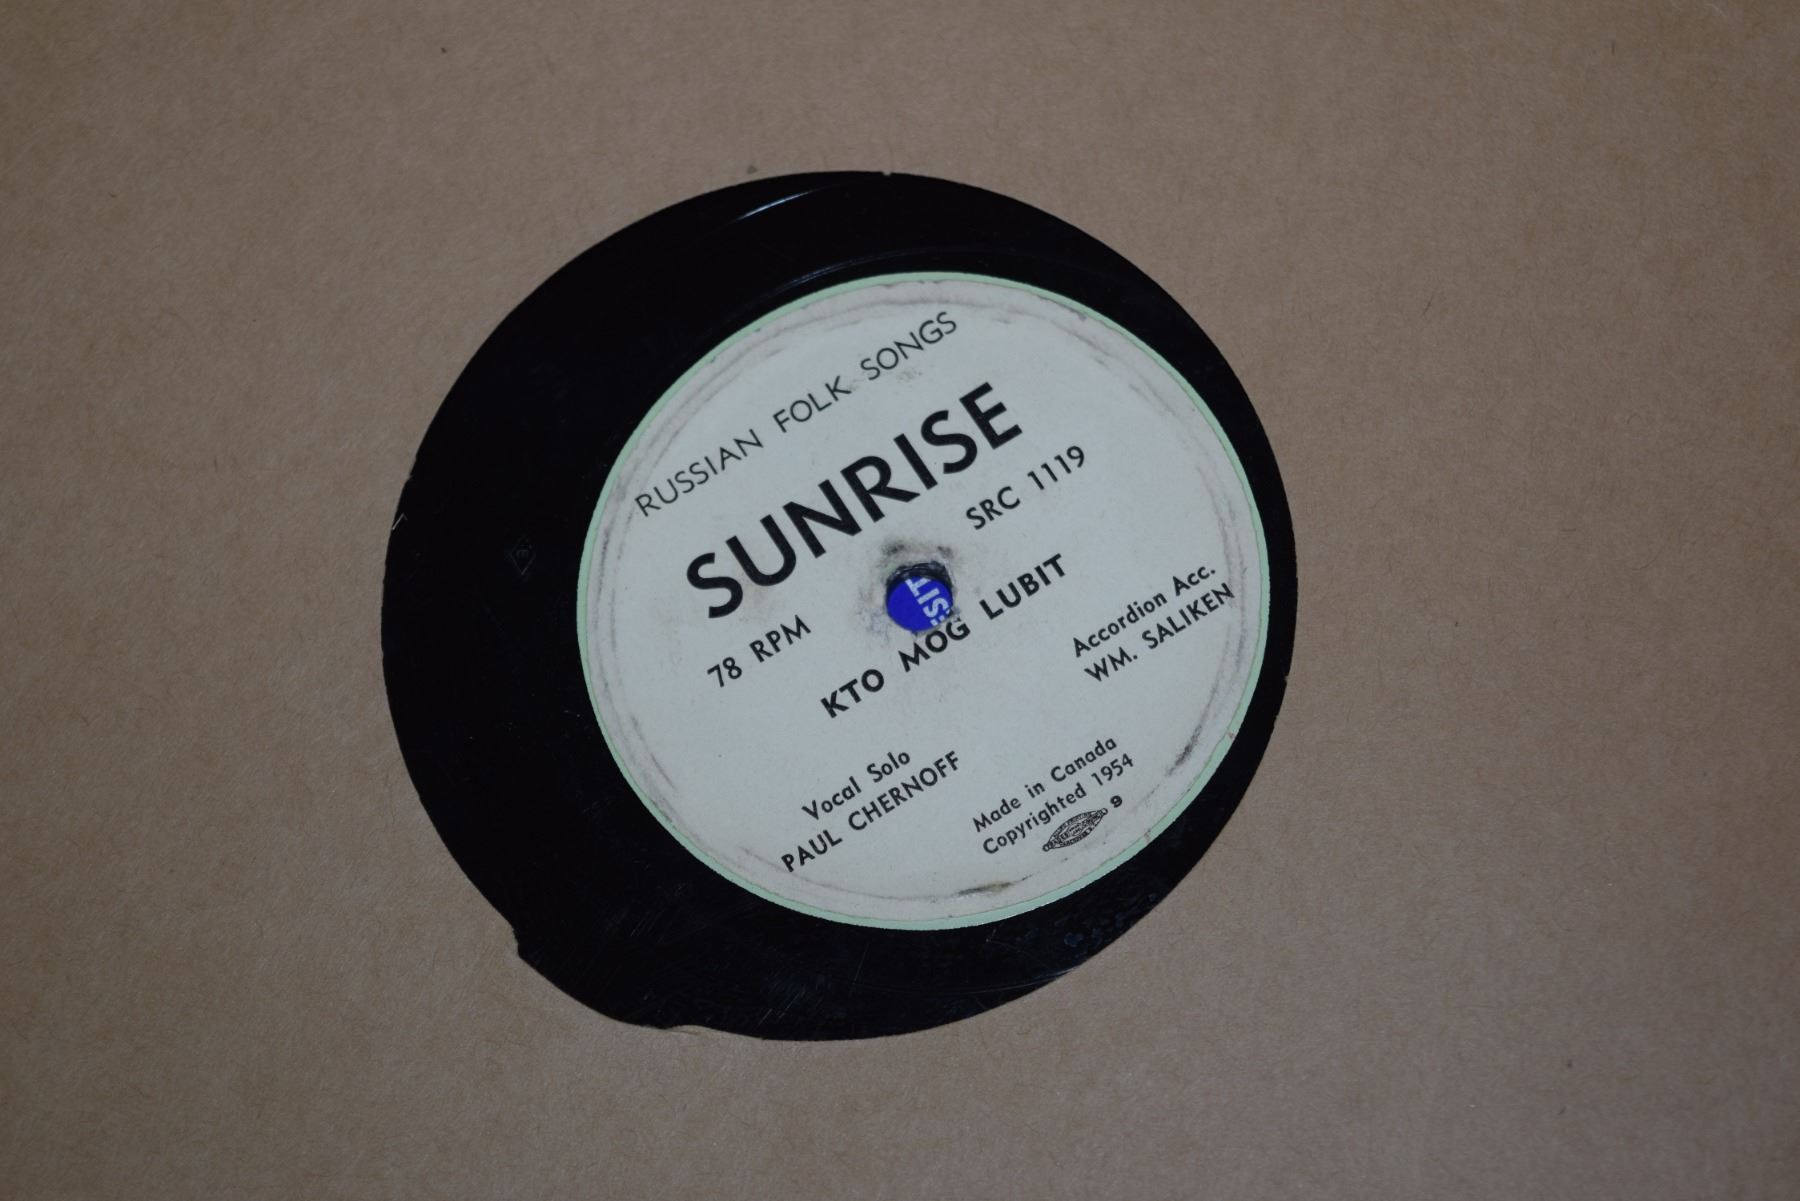 RUSSIAN FOLK SONGS
SUNRISE
78 RPM
SRC 1119
KTO MOG LUBIT
Vocal Solo
PAUL CHERNOFF
Accordion Acc.
WM. SALIKEN
Made in Canada
Copyrighted 1954
9
ESIT